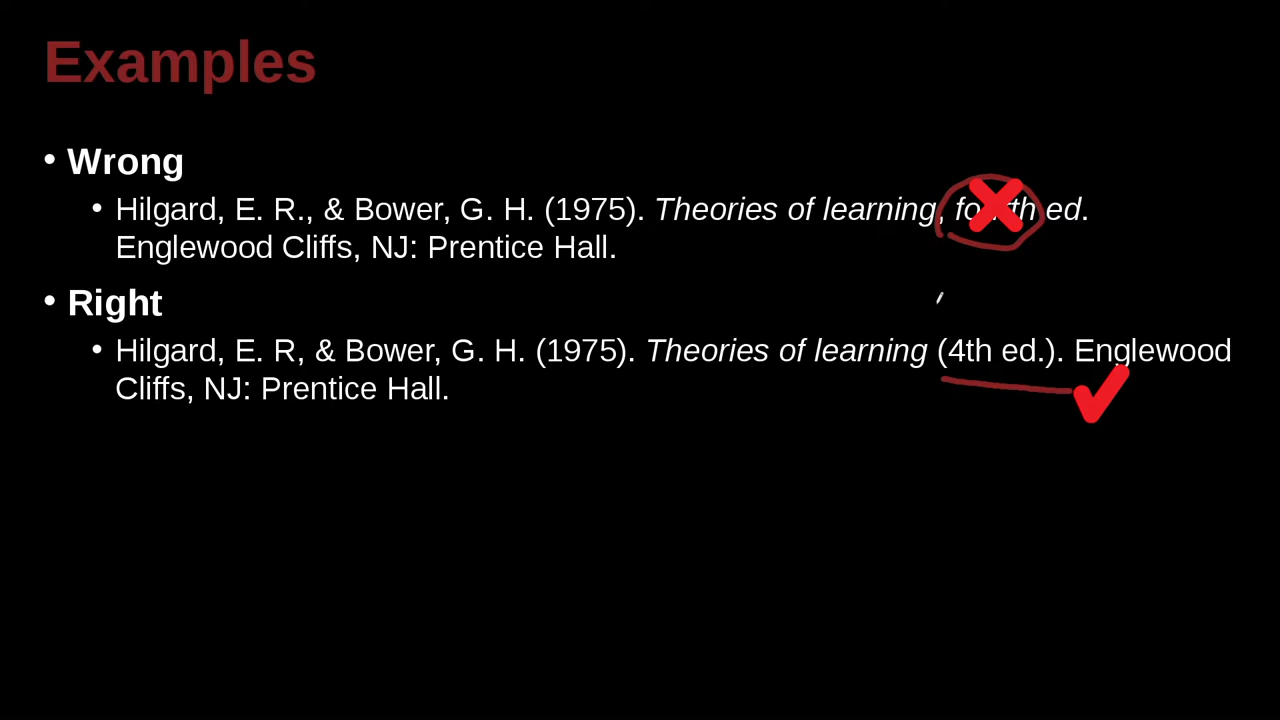 Examples
• Wrong
• Hilgard, E. R., & Bower, G. H. (1975). Theories of learning, fourth ed.
Englewood Cliffs, NJ: Prentice Hall.
• Right
• Hilgard, E. R, & Bower, G. H. (1975). Theories of learning (4th ed.). Englewood
Cliffs, NJ: Prentice Hall.